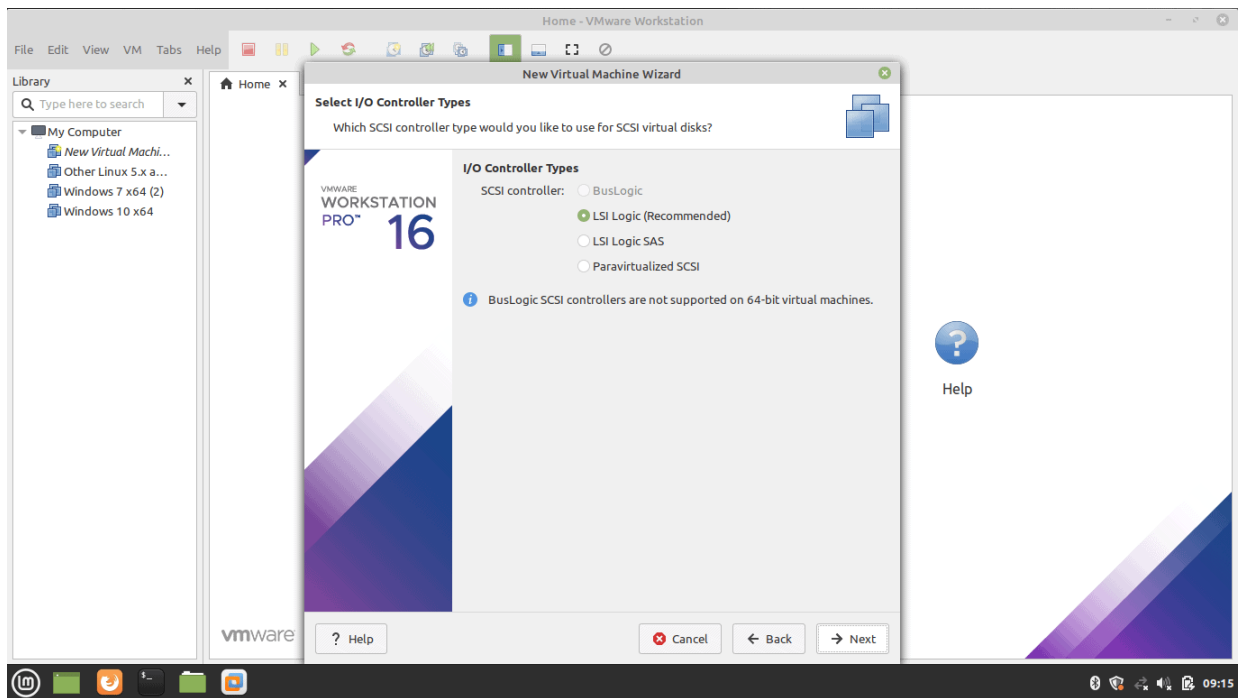 Home - VMware Workstation
File Edit View VM Tabs Help
Library
Type here to search
My Computer
New Virtual Machi...
Other Linux 5.x a...
Windows 7 x64 (2)
Windows 10 x64
Home
New Virtual Machine Wizard
Select I/O Controller Types
Which SCSI controller type would you like to use for SCSI virtual disks?
VMWARE
WORKSTATION
PRO™ 16
I/O Controller Types
SCSI controller: BusLogic
LSI Logic (Recommended)
LSI Logic SAS
Paravirtualized SCSI
BusLogic SCSI controllers are not supported on 64-bit virtual machines.
Help
vmware
? Help
Cancel
Back
Next
09:15